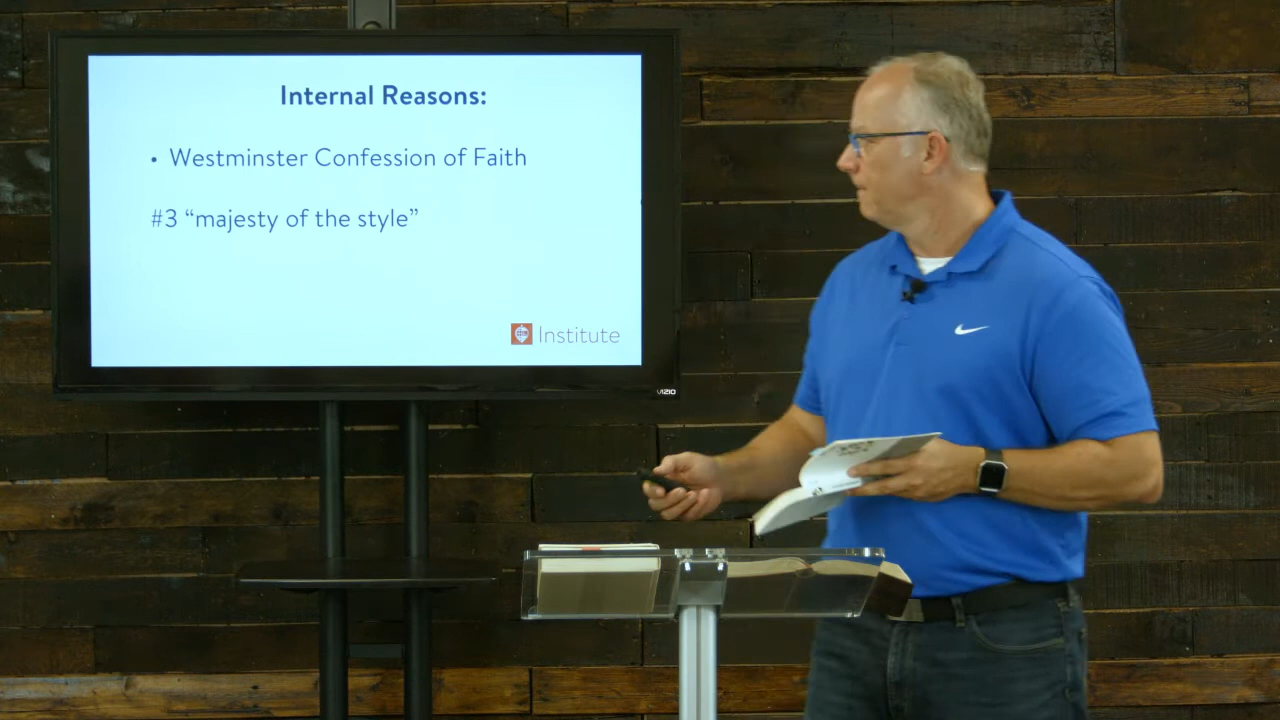 Internal Reasons:
• Westminster Confession of Faith
#3 “majesty of the style”
Institute
VIZIO